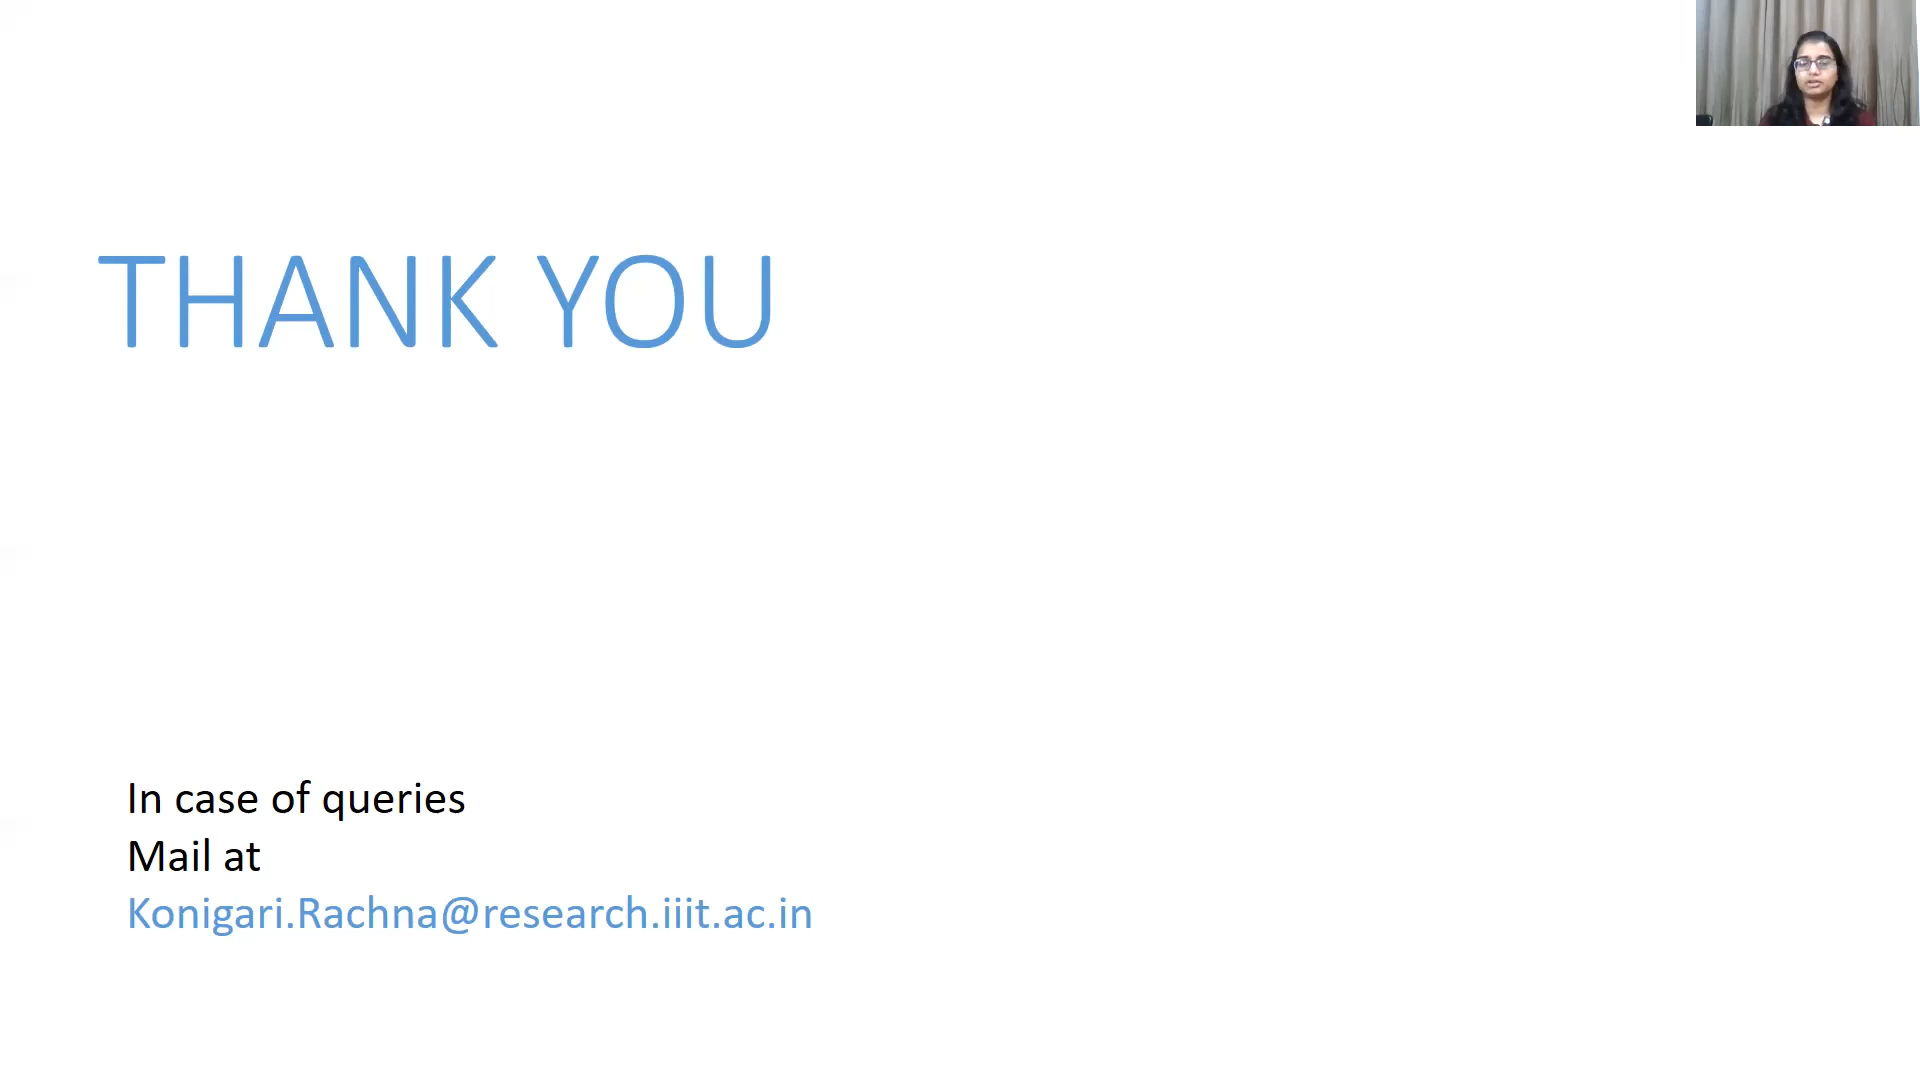 THANK YOU
In case of queries
Mail at
Konigari.Rachna@research.iiit.ac.in